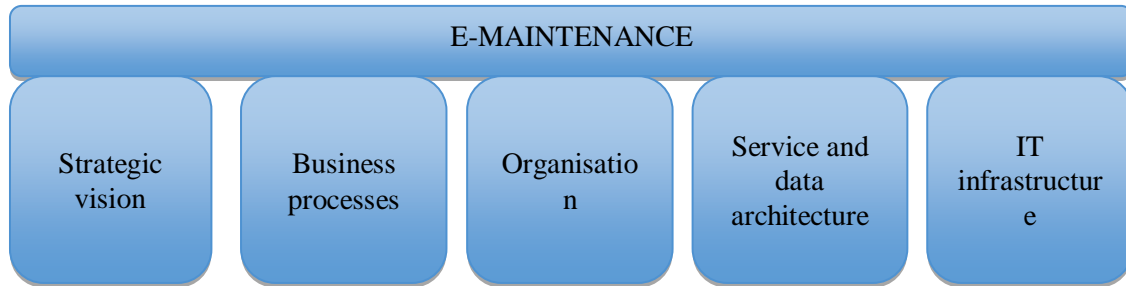 E-MAINTENANCE
Strategic
vision
Business
processes
Organisatio
n
Service and
data
architecture
IT
infrastructur
e